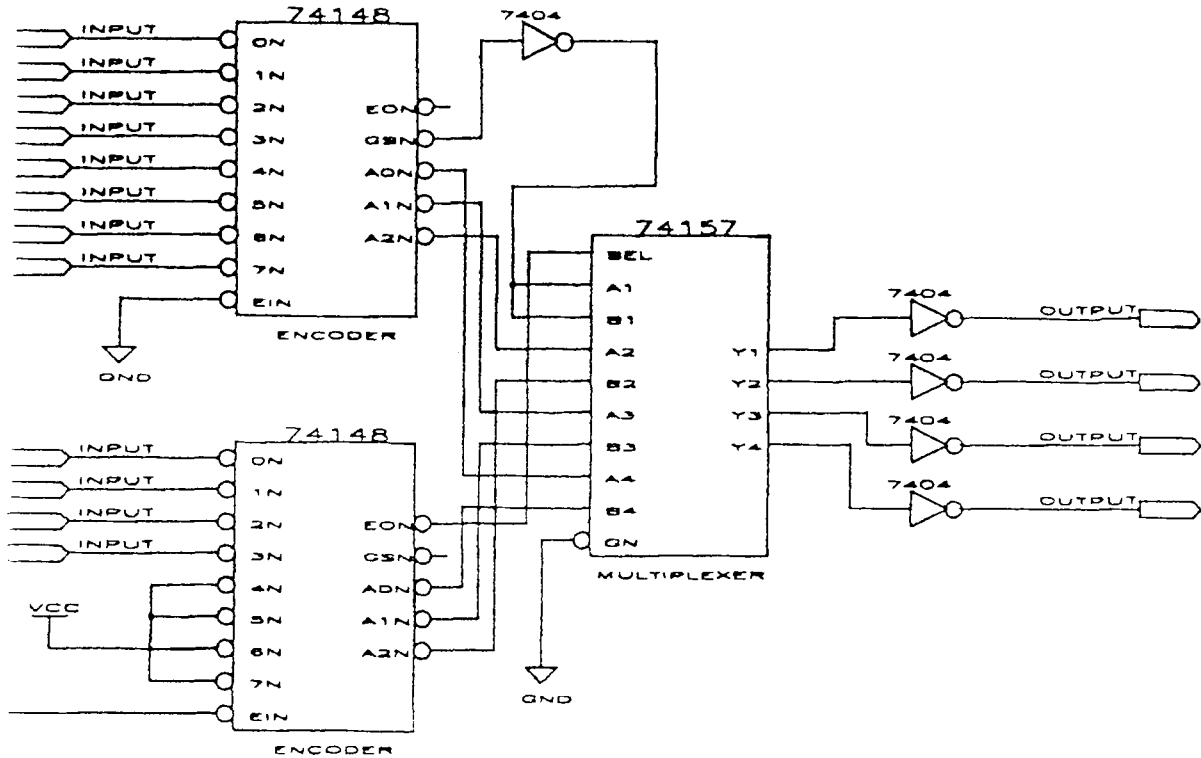 74148
7404
INPUT
INPUT
INPUT
INPUT
INPUT
INPUT
INPUT
INPUT
0N
1N
2N
3N
4N
5N
6N
7N
EIN
EON
GSN
A0N
A1N
A2N
ENCODER
GND
74157
SEL
A1
B1
A2
B2
A3
B3
A4
B4
GN
Y1
Y2
Y3
Y4
MULTIPLEXER
GND
7404
OUTPUT
7404
OUTPUT
7404
OUTPUT
7404
OUTPUT
74148
INPUT
INPUT
INPUT
INPUT
VCC
0N
1N
2N
3N
4N
5N
6N
7N
EIN
EON
GSN
A0N
A1N
A2N
ENCODER